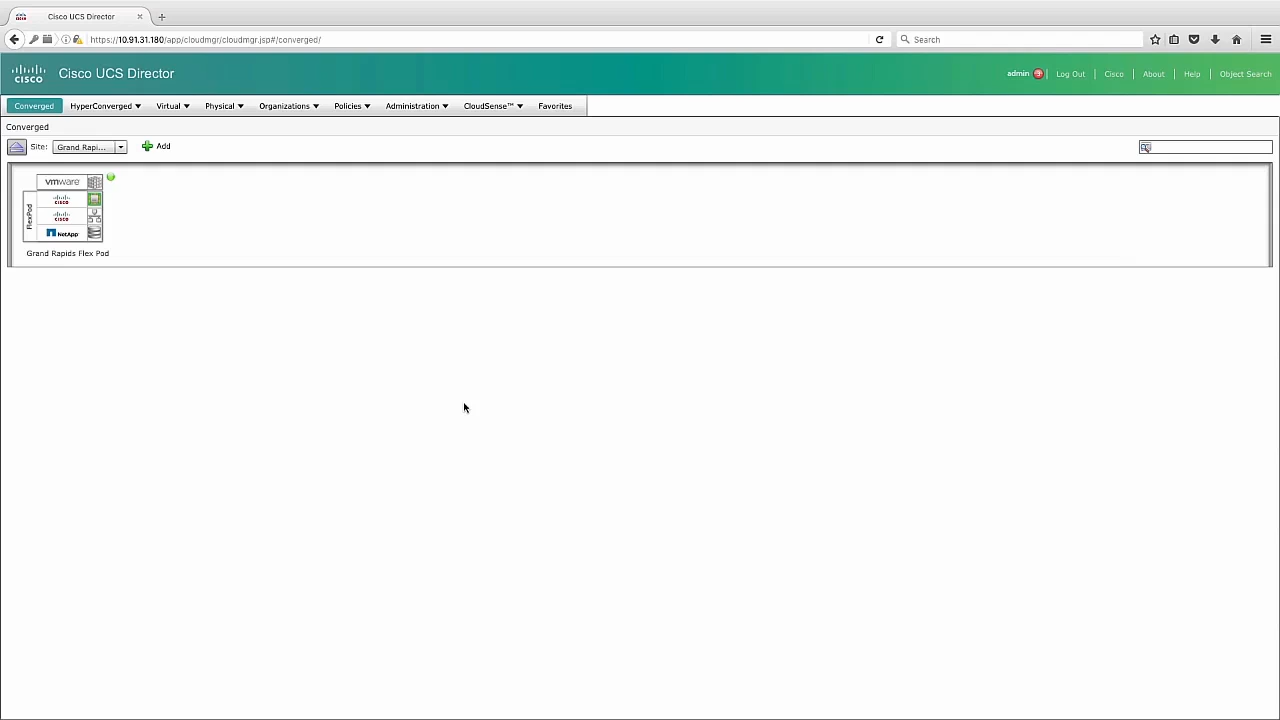 Cisco UCS Director
https://10.91.31.180/app/cloudmgr/cloudmgr.jsp#/converged/
Search
CISCO
Cisco UCS Director
admin
Log Out
Cisco
About
Help
Object Search
Converged
HyperConverged
Virtual
Physical
Organizations
Policies
Administration
CloudSense™
Favorites
Converged
Site:
Grand Rapi...
Add
FlexPod
vmware
CISCO
CISCO
NetApp
Grand Rapids Flex Pod